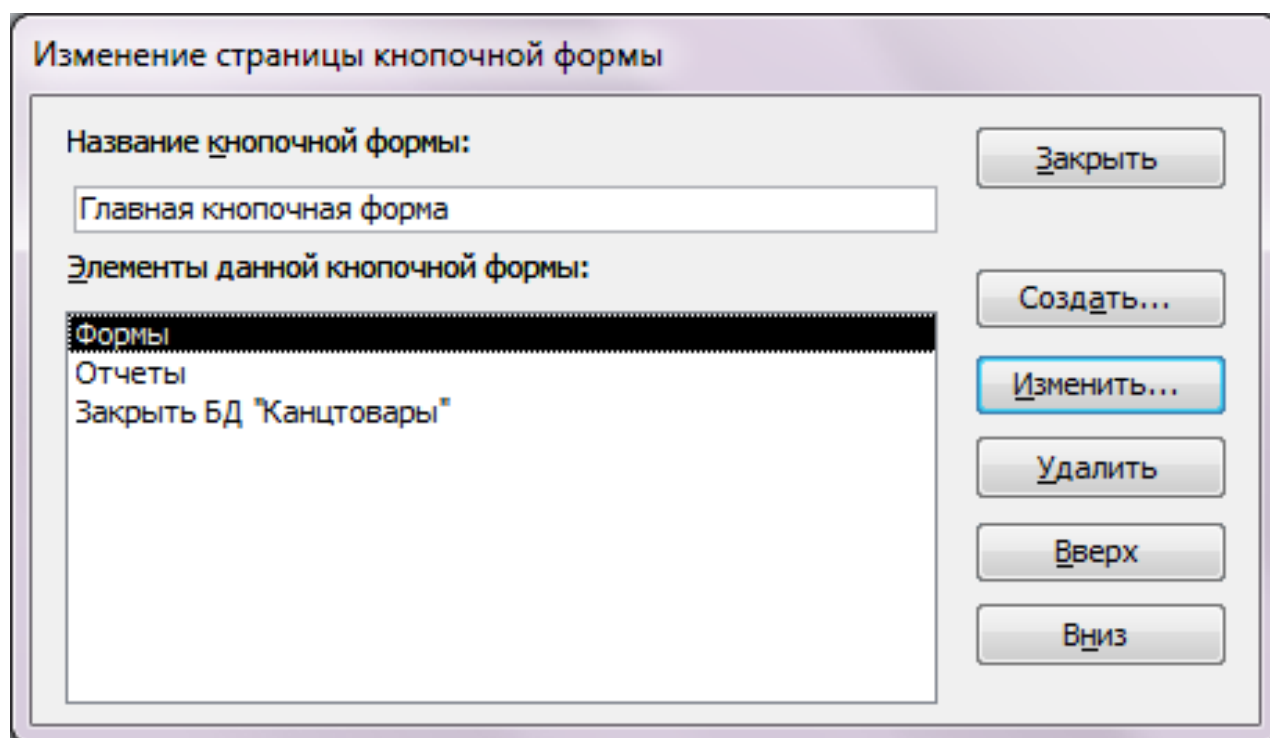 Изменение страницы кнопочной формы
Название кнопочной формы:
Закрыть
Главная кнопочная форма
Элементы данной кнопочной формы:
Создать...
Формы
Отчеты
Изменить...
Закрыть БД "Канцтовары"
Удалить
Вверх
Вниз